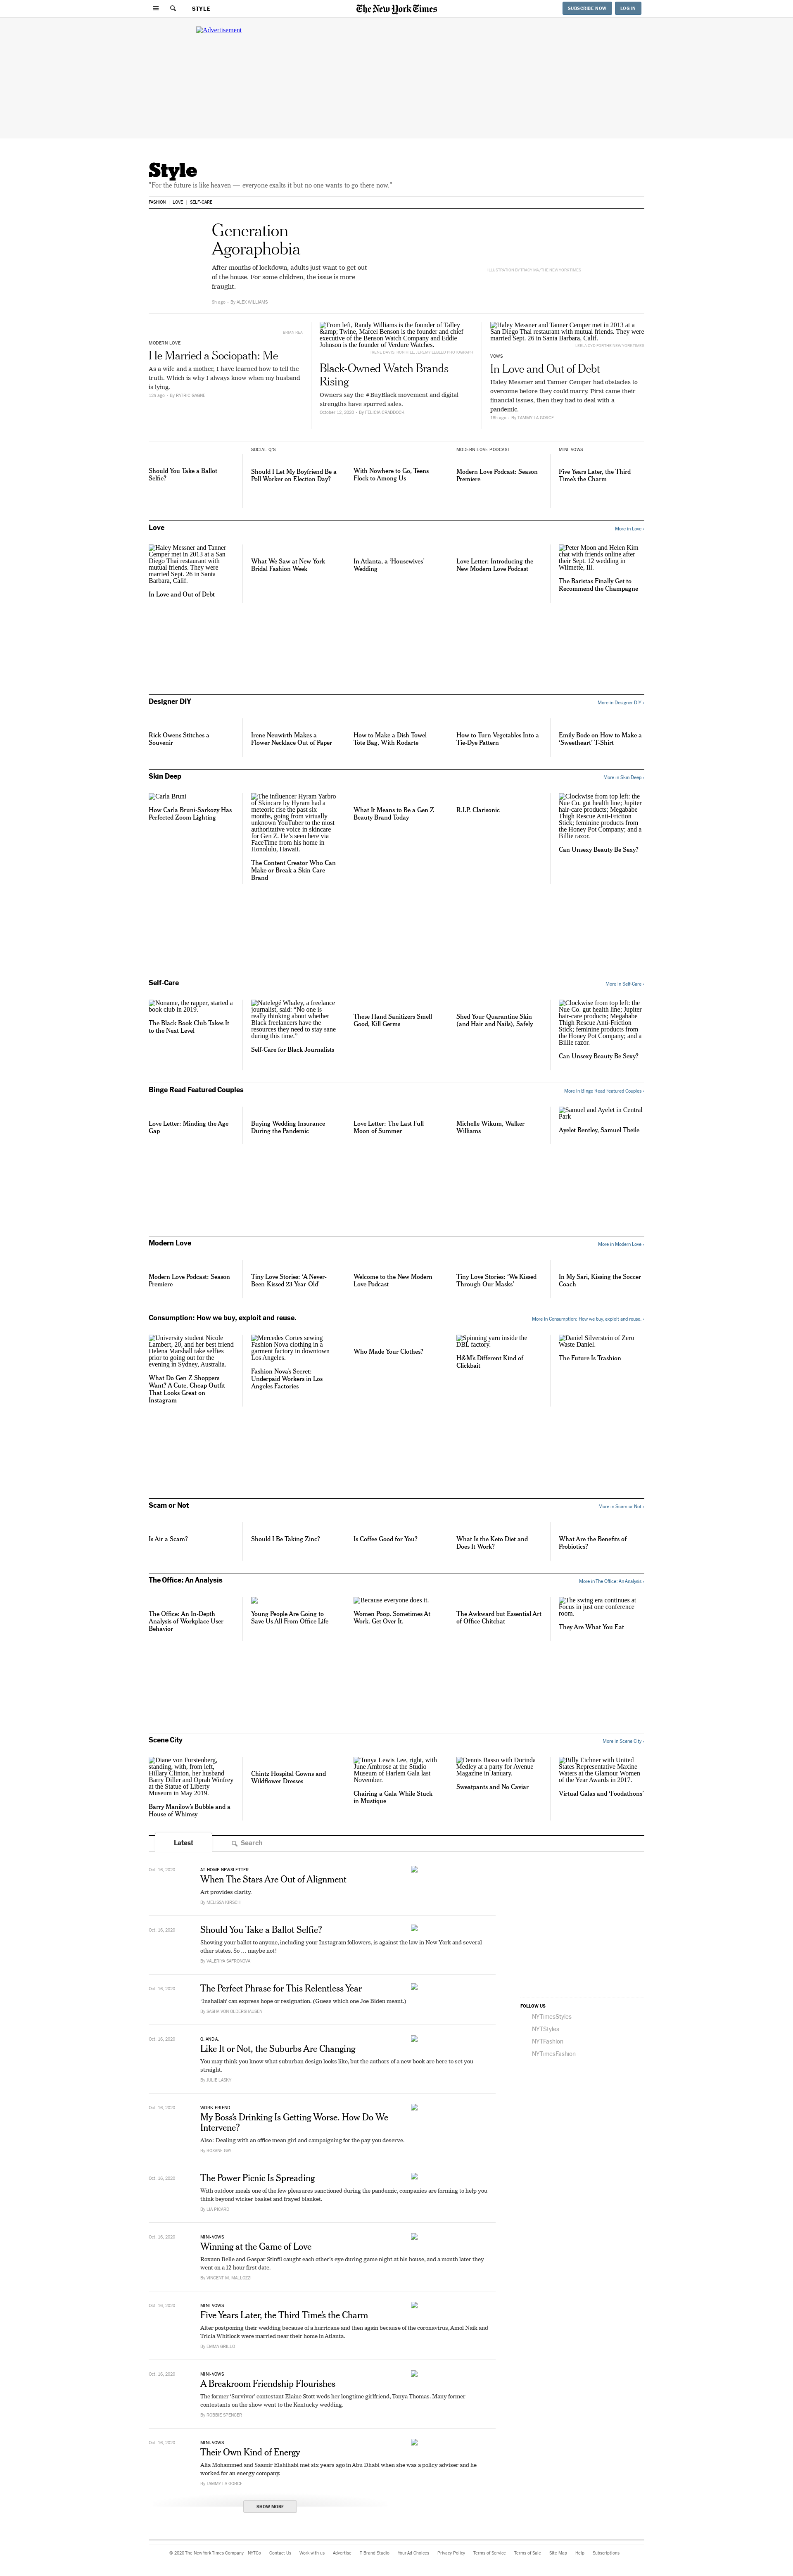 STYLE
The New York Times
SUBSCRIBE NOW
LOG IN
Advertisement
Style
"For the future is like heaven — everyone exalts it but no one wants to go there now."
FASHION
LOVE
SELF-CARE
Generation
Agoraphobia
After months of lockdown, adults just want to get out
of the house. For some children, the issue is more
fraught.
9h ago · By ALEX WILLIAMS
MODERN LOVE
He Married a Sociopath: Me
As a wife and a mother, I have learned how to tell the
truth. Which is why I always know when my husband
is lying.
12h ago · By PATRIC GAGNE
From left, Randy Williams is the founder of Talley
&amp; Twine, Marcel Benson is the founder and chief
executive of the Benson Watch Company and Eddie
Johnson is the founder of Verdure Watches.
Black-Owned Watch Brands
Rising
Owners say the #BuyBlack movement and digital
strengths have spurred sales.
October 12, 2020 · By FELICIA CRADDOCK
Haley Messner and Tanner Cemper met in 2013 at a
San Diego Thai restaurant with mutual friends. They were
married Sept. 26 in Santa Barbara, Calif.
VOWS
In Love and Out of Debt
Haley Messner and Tanner Cemper had obstacles to
overcome before they could marry. First came their
financial issues, then they had to deal with a
pandemic.
16h ago · By TAMMY LA GORCE
Should You Take a Ballot
Selfie?
SOCIAL Q'S
Should I Let My Boyfriend Be a
Poll Worker on Election Day?
With Nowhere to Go, Teens
Flock to Among Us
MODERN LOVE PODCAST
Modern Love Podcast: Season
Premiere
MINI-VOWS
Five Years Later, the Third
Time's the Charm
Love
More in Love ›
Haley Messner and Tanner
Cemper met in 2013 at a San
Diego Thai restaurant with
mutual friends. They were
married Sept. 26 in Santa
Barbara, Calif.
In Love and Out of Debt
What We Saw at New York
Bridal Fashion Week
In Atlanta, a 'Housewives'
Wedding
Love Letter: Introducing the
New Modern Love Podcast
Peter Moon and Helen Kim
chat with friends online after
their Sept. 12 wedding in
Wilmette, Ill.
The Baristas Finally Get to
Recommend the Champagne
Designer DIY
More in Designer DIY ›
Rick Owens Stitches a
Souvenir
Irene Neuwirth Makes a
Flower Necklace Out of Paper
How to Make a Dish Towel
Tote Bag, With Rodarte
How to Turn Vegetables Into a
Tie-Dye Pattern
Emily Bode on How to Make a
'Sweetheart' T-Shirt
Skin Deep
More in Skin Deep ›
Carla Bruni
How Carla Bruni-Sarkozy Has
Perfected Zoom Lighting
The influencer Hyram Yarbro
of Skincare by Hyram had a
meteoric rise the past six
months, going from virtually
unknown YouTuber to the most
authoritative voice in skincare
for Gen Z. He's seen here via
FaceTime from his home in
Honolulu, Hawaii.
The Content Creator Who Can
Make or Break a Skin Care
Brand
What It Means to Be a Gen Z
Beauty Brand Today
R.I.P. Clarisonic
Clockwise from top left: the
Nue Co. gut health line; Jupiter
hair-care products; Megababe
Thigh Rescue Anti-Friction
Stick; feminine products from
the Honey Pot Company; and a
Billie razor.
Can Unsexy Beauty Be Sexy?
Self-Care
More in Self-Care ›
Noname, the rapper, started a
book club in 2019.
The Black Book Club Takes It
to the Next Level
Natelegé Whaley, a freelance
journalist, said: "No one is
really thinking about whether
Black freelancers have the
resources they need to stay sane
during this time."
Self-Care for Black Journalists
These Hand Sanitizers Smell
Good, Kill Germs
Shed Your Quarantine Skin
(and Hair and Nails), Safely
Clockwise from top left: the
Nue Co. gut health line; Jupiter
hair-care products; Megababe
Thigh Rescue Anti-Friction
Stick; feminine products from
the Honey Pot Company; and a
Billie razor.
Can Unsexy Beauty Be Sexy?
Binge Read Featured Couples
More in Binge Read Featured Couples ›
Love Letter: Minding the Age
Gap
Buying Wedding Insurance
During the Pandemic
Love Letter: The Last Full
Moon of Summer
Michelle Wikum, Walker
Williams
Samuel and Ayelet in Central
Park
Ayelet Bentley, Samuel Tbeile
Modern Love
More in Modern Love ›
Modern Love Podcast: Season
Premiere
Tiny Love Stories: 'A Never-
Been-Kissed 23-Year-Old'
Welcome to the New Modern
Love Podcast
Tiny Love Stories: 'We Kissed
Through Our Masks'
In My Sari, Kissing the Soccer
Coach
Consumption: How we buy, exploit and reuse.
More in Consumption: How we buy, exploit and reuse. ›
University student Nicole
Lambert, 20, and her best friend
Helena Marshall take selfies
prior to going out for the
evening in Sydney, Australia.
What Do Gen Z Shoppers
Want? A Cute, Cheap Outfit
That Looks Great on
Instagram
Mercedes Cortes sewing
Fashion Nova clothing in a
garment factory in downtown
Los Angeles.
Fashion Nova's Secret:
Underpaid Workers in Los
Angeles Factories
Who Made Your Clothes?
Spinning yarn inside the
DBL factory.
H&M's Different Kind of
Clickbait
Daniel Silverstein of Zero
Waste Daniel.
The Future Is Trashion
Scam or Not
More in Scam or Not ›
Is Air a Scam?
Should I Be Taking Zinc?
Is Coffee Good for You?
What Is the Keto Diet and
Does It Work?
What Are the Benefits of
Probiotics?
The Office: An Analysis
More in The Office: An Analysis ›
The Office: An In-Depth
Analysis of Workplace User
Behavior
Young People Are Going to
Save Us All From Office Life
Because everyone does it.
Women Poop. Sometimes At
Work. Get Over It.
The Awkward but Essential Art
of Office Chitchat
The swing era continues at
Focus in just one conference
room.
They Are What You Eat
Scene City
More in Scene City ›
Diane von Furstenberg,
standing, with, from left,
Hillary Clinton, her husband
Barry Diller and Oprah Winfrey
at the Statue of Liberty
Museum in May 2019.
Barry Manilow's Bubble and a
House of Whimsy
Chintz Hospital Gowns and
Wildflower Dresses
Tonya Lewis Lee, right, with
June Ambrose at the Studio
Museum of Harlem Gala last
November.
Chairing a Gala While Stuck
in Mustique
Dennis Basso with Dorinda
Medley at a party for Avenue
Magazine in January.
Sweatpants and No Caviar
Billy Eichner with United
States Representative Maxine
Waters at the Glamour Women
of the Year Awards in 2017.
Virtual Galas and 'Foodathons'
Latest
Search
Oct. 16, 2020
AT HOME NEWSLETTER
When The Stars Are Out of Alignment
Art provides clarity.
By MELISSA KIRSCH
Oct. 16, 2020
Should You Take a Ballot Selfie?
Showing your ballot to anyone, including your Instagram followers, is against the law in New York and several
other states. So … maybe not!
By VALERIYA SAFRONOVA
Oct. 16, 2020
The Perfect Phrase for This Relentless Year
'Inshallah' can express hope or resignation. (Guess which one Joe Biden meant.)
By SASHA VON OLDERSHAUSEN
Oct. 16, 2020
Q. AND A.
Like It or Not, the Suburbs Are Changing
You may think you know what suburban design looks like, but the authors of a new book are here to set you
straight.
By JULIE LASKY
Oct. 16, 2020
WORK FRIEND
My Boss's Drinking Is Getting Worse. How Do We
Intervene?
Also: Dealing with an office mean girl and campaigning for the pay you deserve.
By ROXANE GAY
Oct. 16, 2020
The Power Picnic Is Spreading
With outdoor meals one of the few pleasures sanctioned during the pandemic, companies are forming to help you
think beyond wicker basket and frayed blanket.
By LIA PICARD
Oct. 16, 2020
MINI-VOWS
Winning at the Game of Love
Roxann Belle and Gaspar Stinfil caught each other's eye during game night at his house, and a month later they
went on a 12-hour first date.
By VINCENT M. MALLOZZI
Oct. 16, 2020
MINI-VOWS
Five Years Later, the Third Time's the Charm
After postponing their wedding because of a hurricane and then again because of the coronavirus, Amol Naik and
Tricia Whitlock were married near their home in Atlanta.
By EMMA GRILLO
Oct. 16, 2020
MINI-VOWS
A Breakroom Friendship Flourishes
The former 'Survivor' contestant Elaine Stott weds her longtime girlfriend, Tonya Thomas. Many former
contestants on the show went to the Kentucky wedding.
By ROBBIE SPENCER
Oct. 16, 2020
MINI-VOWS
Their Own Kind of Energy
Alia Mohammed and Saamir Elshihabi met six years ago in Abu Dhabi when she was a policy adviser and he
worked for an energy company.
By TAMMY LA GORCE
SHOW MORE
FOLLOW US
NYTimesStyles
NYTStyles
NYTFashion
NYTimesFashion
© 2020 The New York Times Company
NYTCo
Contact Us
Work with us
Advertise
T Brand Studio
Your Ad Choices
Privacy Policy
Terms of Service
Terms of Sale
Site Map
Help
Subscriptions